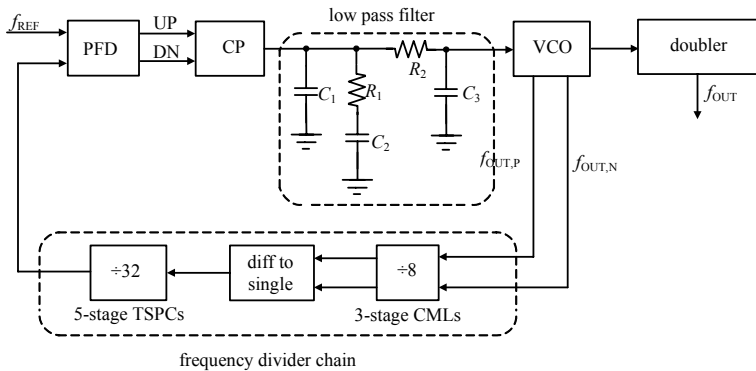 low pass filter
f_REF
UP
DN
PFD
CP
R_2
VCO
doubler
C_1
R_1
C_3
C_2
f_OUT
f_OUT,P
f_OUT,N
÷32
diff to
single
÷8
5-stage TSPCs
3-stage CMLs
frequency divider chain